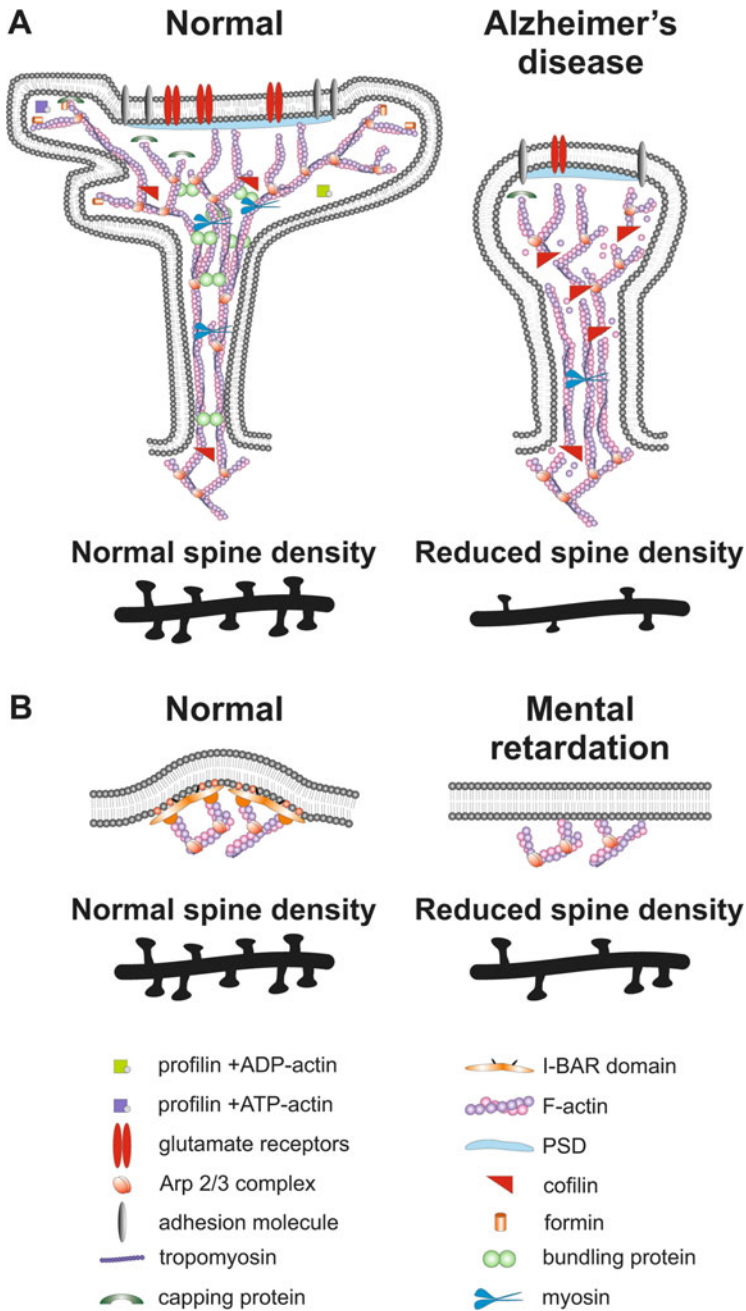 A
Normal
Alzheimer's
disease
Normal spine density
Reduced spine density
B
Normal
Mental
retardation
Normal spine density
Reduced spine density
profilin +ADP-actin
profilin +ATP-actin
glutamate receptors
Arp 2/3 complex
adhesion molecule
tropomyosin
capping protein
I-BAR domain
F-actin
PSD
cofilin
formin
bundling protein
myosin